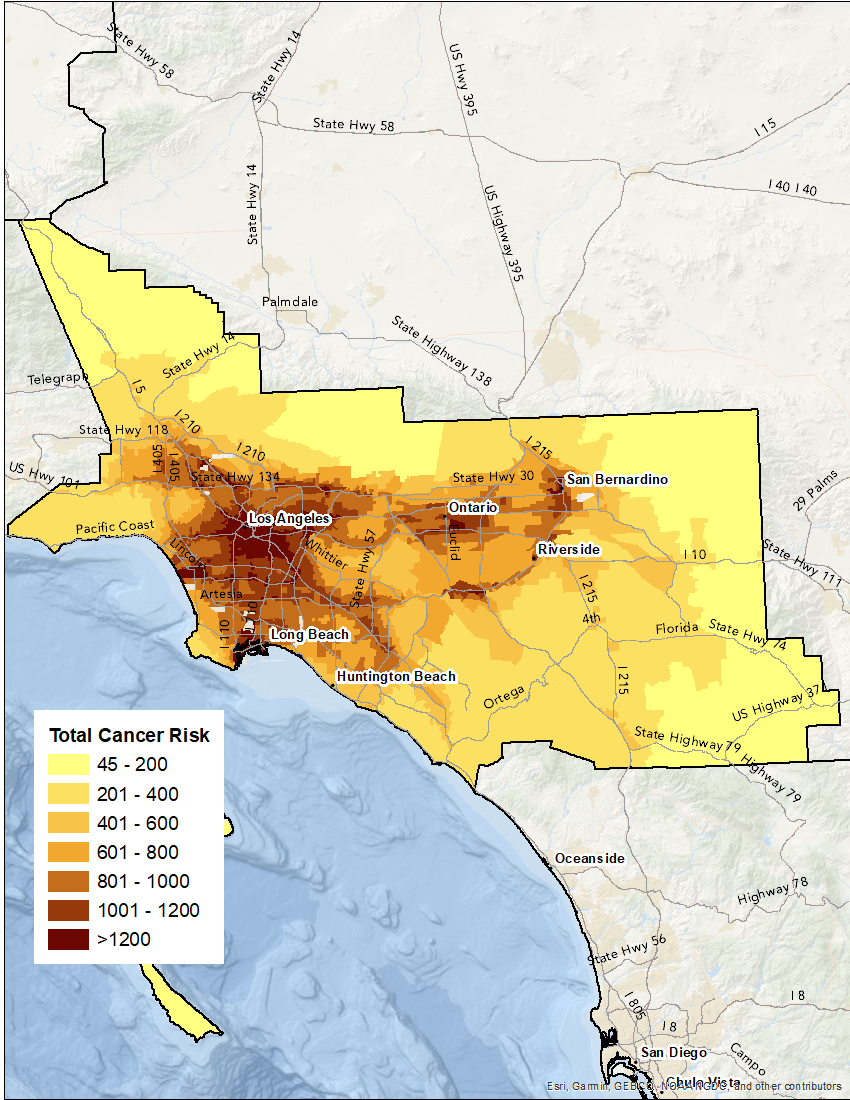 State Hwy 58
State Hwy 14
US Hwy 395
State Hwy 58
I 15
State Hwy 14
I 40 I 40
US Highway 395
Palmdale
State Highway 138
State Hwy 14
Telegraph
I 5
I 210
State Hwy 118
I 210
I 405
I 405
I 215
US Hwy 101
State Hwy 134
State Hwy 30
San Bernardino
29 Palms
Ontario
Los Angeles
Pacific Coast
Euclid
Lincoln
Whittier
State Hwy 57
Riverside
I 10
State Hwy 111
Artesia
I 215
4th
Florida
State Hwy 74
I 110
Long Beach
Huntington Beach
I 215
Ortega
US Highway 371
State Highway 79
Highway 79
Total Cancer Risk
45 - 200
201 - 400
401 - 600
601 - 800
801 - 1000
1001 - 1200
>1200
Oceanside
Highway 78
State Hwy 56
I 805
I 8
I 8
San Diego
Campo
Chula Vista
Esri, Garmin, GEBCO, NOAA NGDC, and other contributors